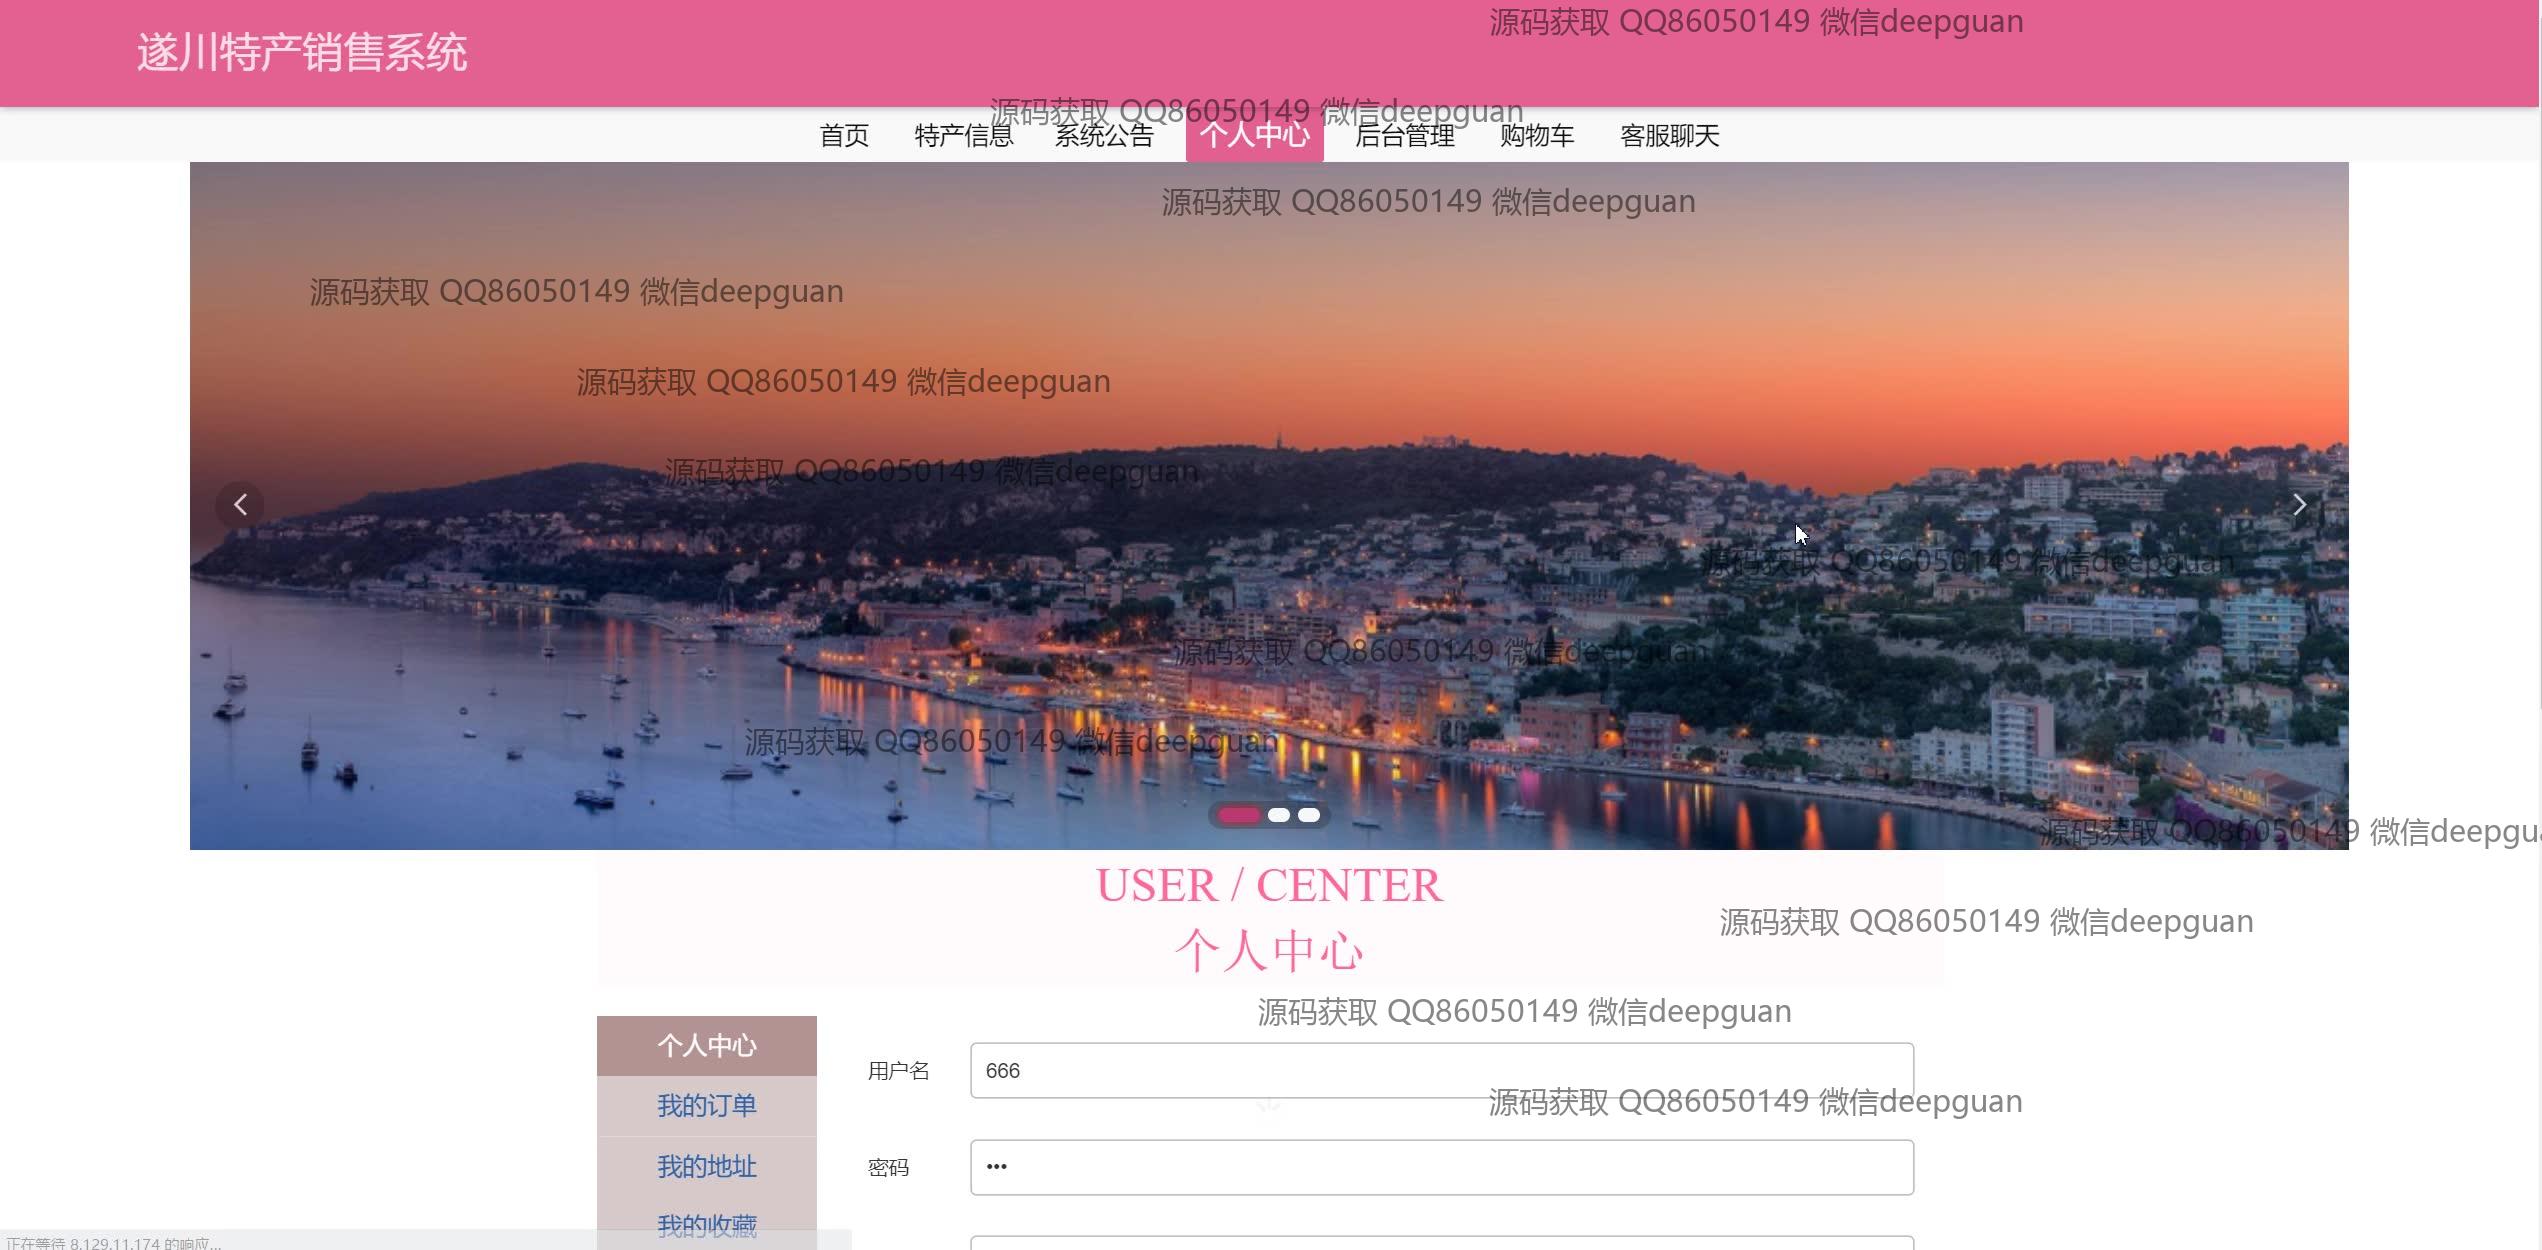 源码获取 QQ86050149 微信deepguan
遂川特产销售系统
源码获取 QQ86050149 微信deepguan
首页 特产信息 系统公告 个人中心 后台管理 购物车 客服聊天
源码获取 QQ86050149 微信deepguan
源码获取 QQ86050149 微信deepguan
源码获取 QQ86050149 微信deepguan
源码获取 QQ86050149 微信deepguan
源码获取 QQ86050149 微信deepguan
源码获取 QQ86050149 微信deepguan
源码获取 QQ86050149 微信deepguan
源码获取 QQ86050149 微信deepgua
USER / CENTER
源码获取 QQ86050149 微信deepguan
个人中心
源码获取 QQ86050149 微信deepguan
个人中心
用户名 666
源码获取 QQ86050149 微信deepguan
我的订单
我的地址
密码 •••
我的收藏
正在等待 8.129.11.174 的响应...